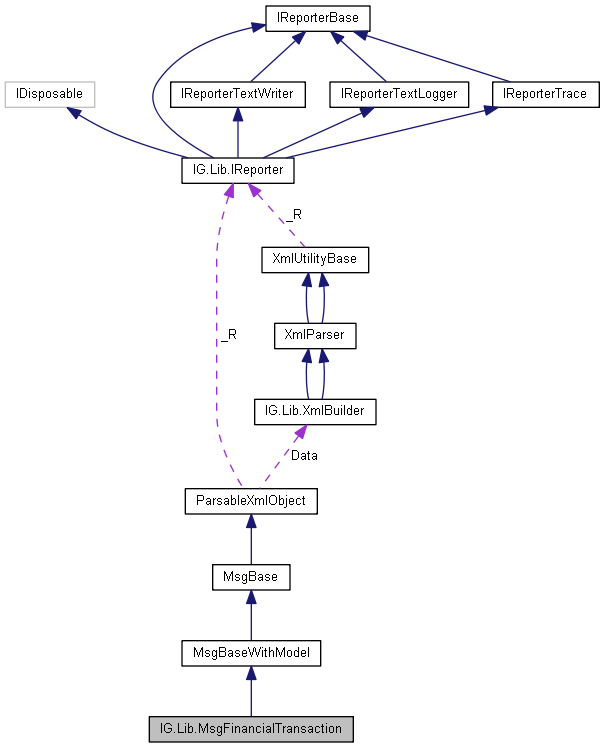 IReporterBase
IDisposable
IReporterTextWriter
IReporterTextLogger
IReporterTrace
IG.Lib.IReporter
_R
XmlUtilityBase
_R
XmlParser
IG.Lib.XmlBuilder
Data
ParsableXmlObject
MsgBase
MsgBaseWithModel
IG.Lib.MsgFinancialTransaction